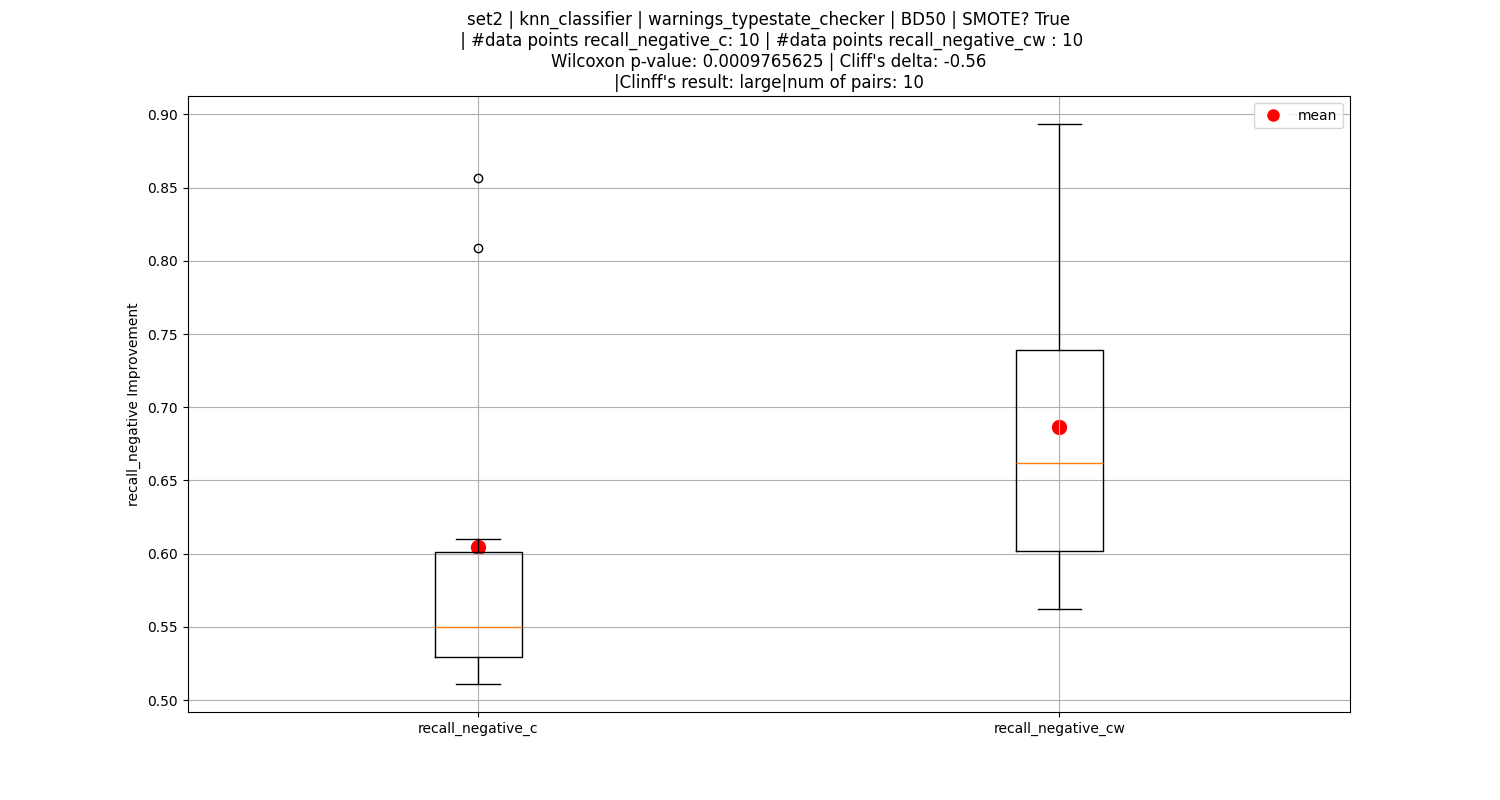 set2 | knn_classifier | warnings_typestate_checker | BD50 | SMOTE? True
| #data points recall_negative_c: 10 | #data points recall_negative_cw : 10
Wilcoxon p-value: 0.0009765625 | Cliff's delta: -0.56
|Clinff's result: large|num of pairs: 10
mean
0.90
0.85
0.80
0.75
0.70
0.65
0.60
0.55
0.50
recall_negative Improvement
recall_negative_c
recall_negative_cw